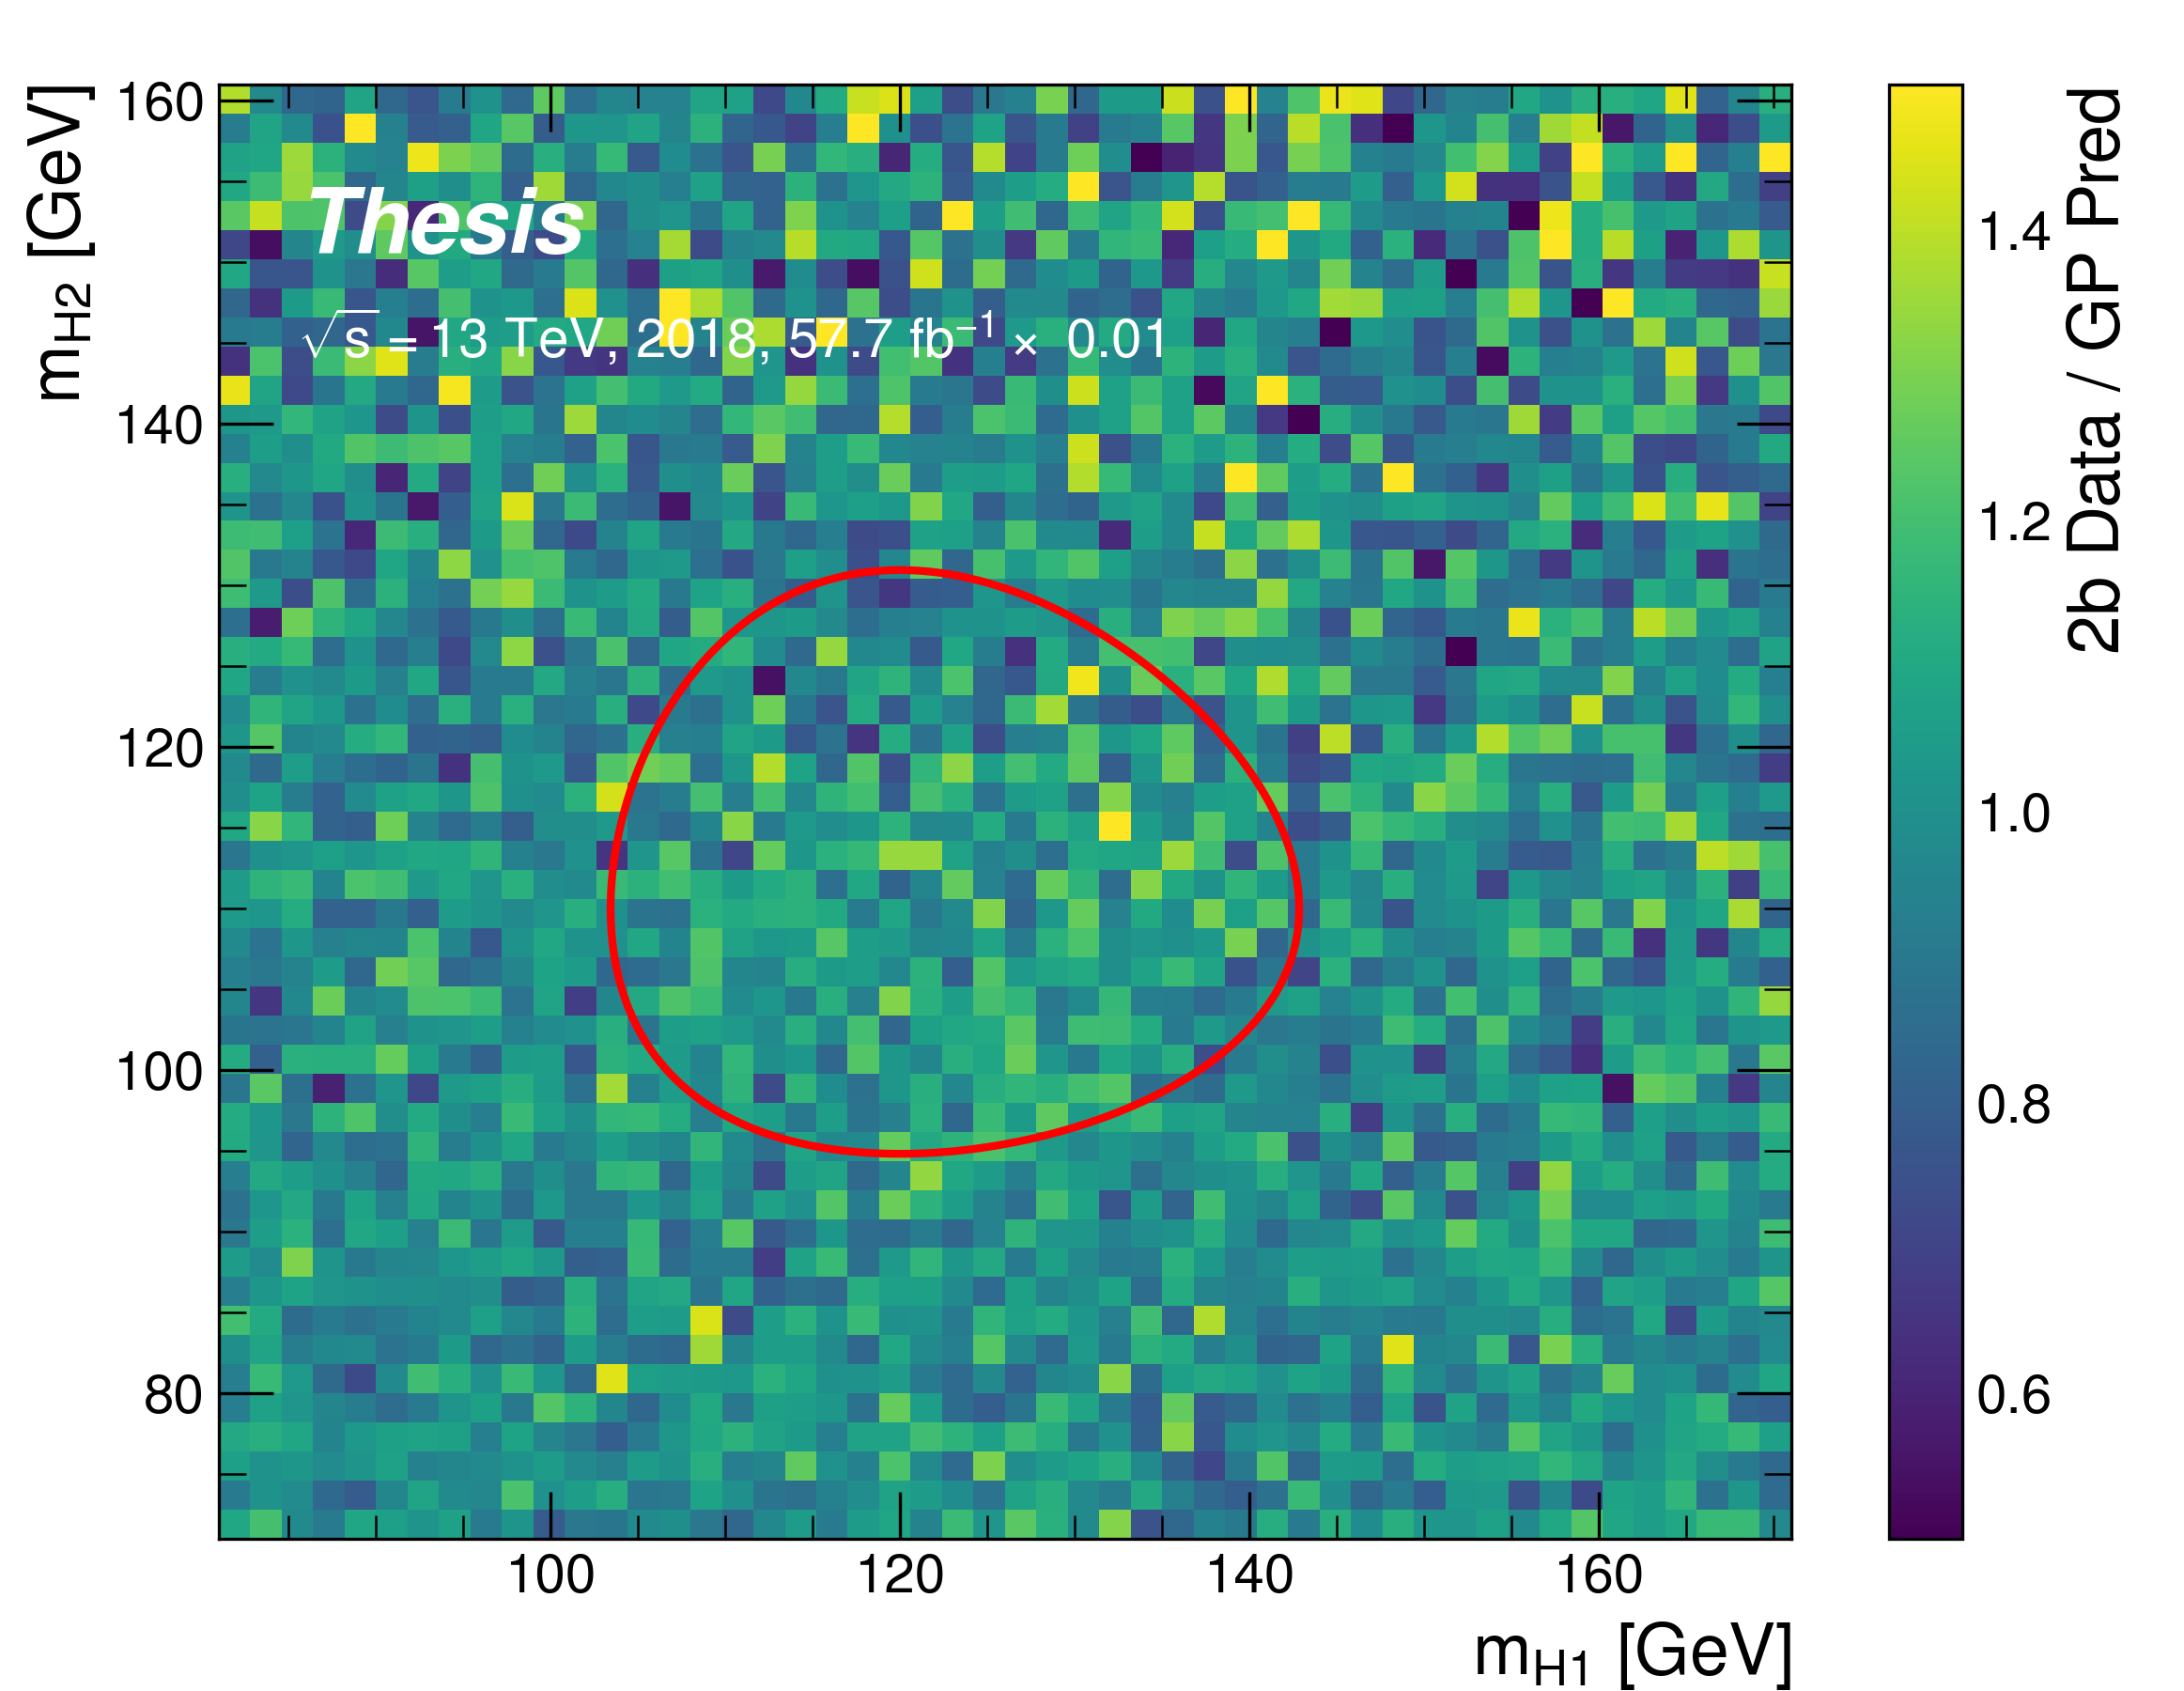 Thesis
√s = 13 TeV, 2018, 57.7 fb⁻¹ × 0.01
m_H2 [GeV]
160
140
120
100
80
100 120 140 160
m_H1 [GeV]
1.4
1.2
1.0
0.8
0.6
2b Data / GP Pred